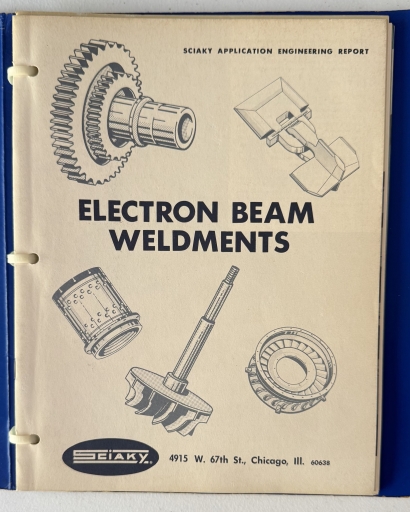 SCIAKY APPLICATION ENGINEERING REPORT
ELECTRON BEAM
WELDMENTS
SCIAKY
4915 W. 67th St., Chicago, Ill. 60638